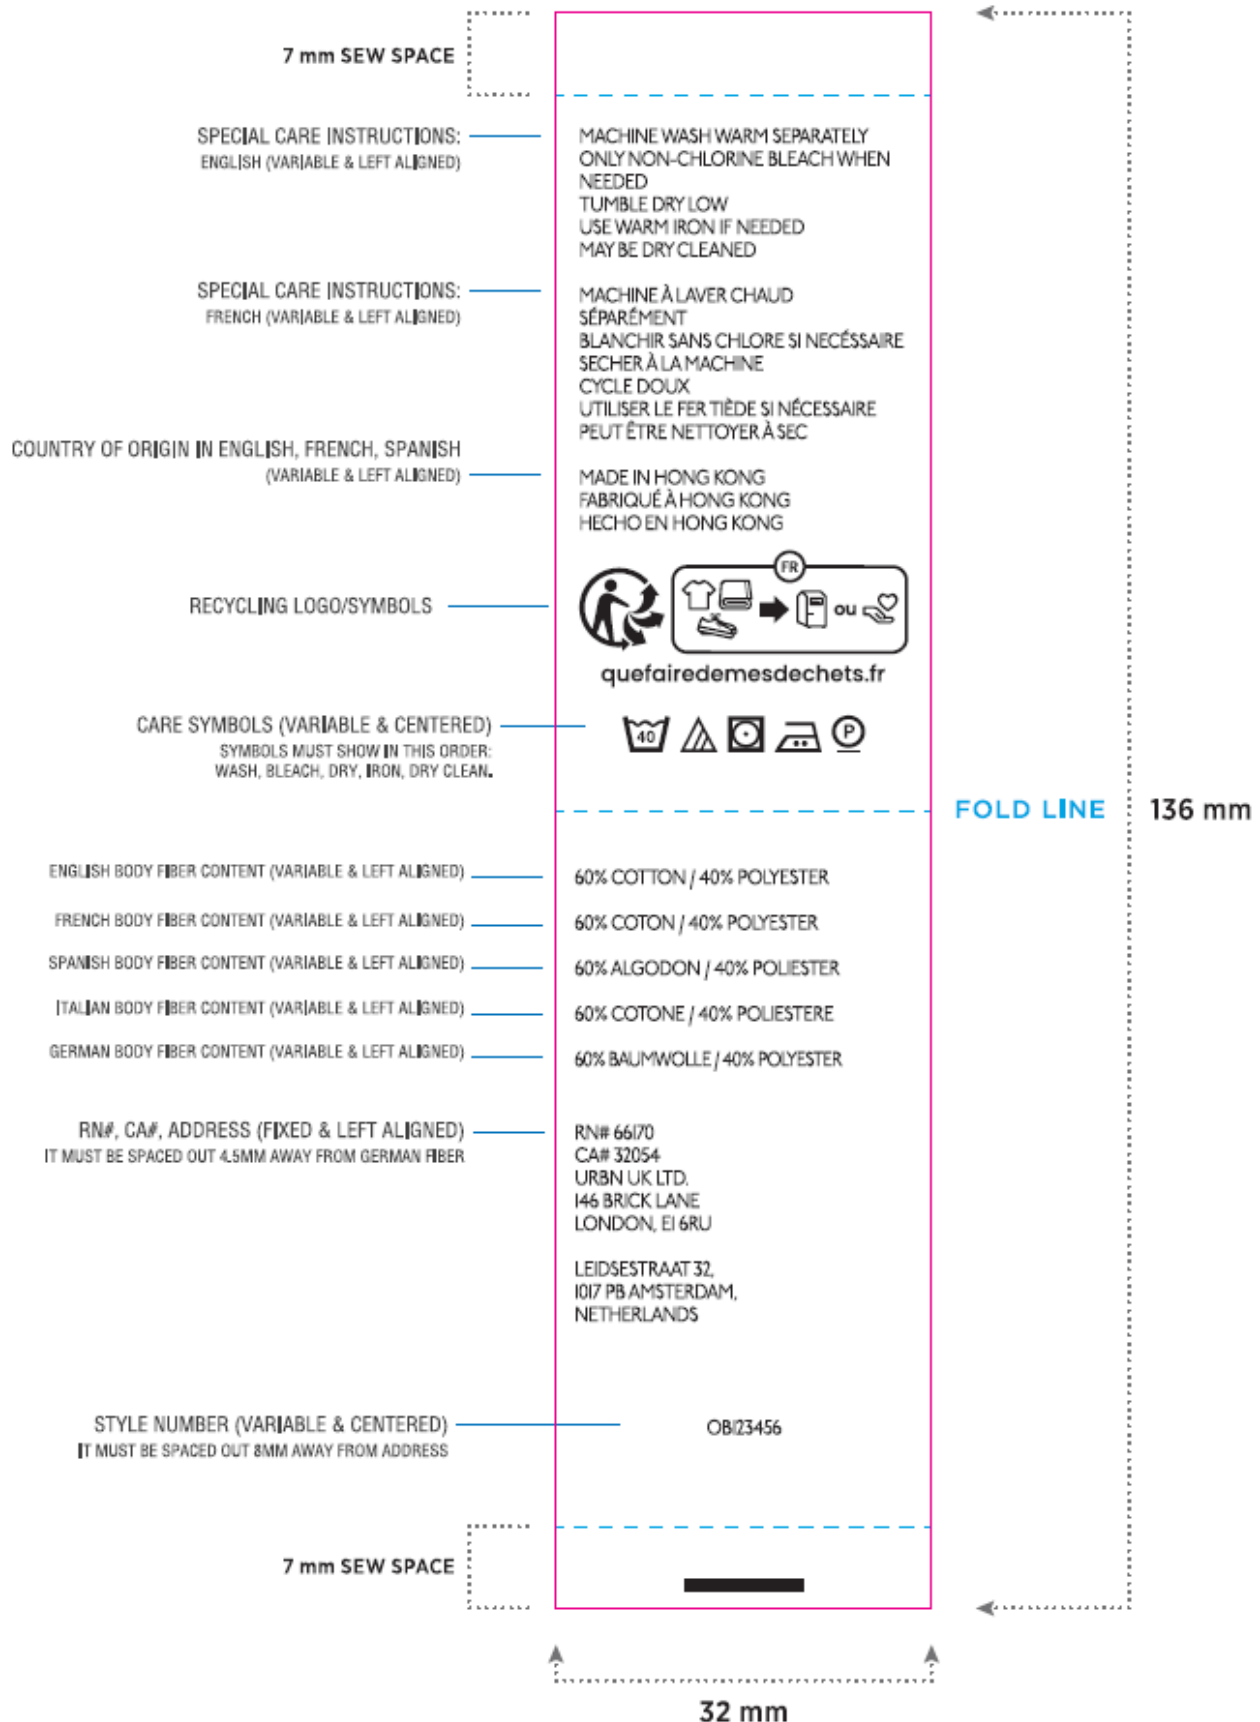 7 mm SEW SPACE
SPECIAL CARE INSTRUCTIONS:
ENGLISH (VARIABLE & LEFT ALIGNED)
MACHINE WASH WARM SEPARATELY
ONLY NON-CHLORINE BLEACH WHEN
NEEDED
TUMBLE DRY LOW
USE WARM IRON IF NEEDED
MAY BE DRY CLEANED
SPECIAL CARE INSTRUCTIONS:
FRENCH (VARIABLE & LEFT ALIGNED)
MACHINE À LAVER CHAUD
SÉPARÉMENT
BLANCHIR SANS CHLORE SI NECÉSSAIRE
SECHER À LA MACHINE
CYCLE DOUX
UTILISER LE FER TIÈDE SI NÉCESSAIRE
PEUT ÊTRE NETTOYER À SEC
COUNTRY OF ORIGIN IN ENGLISH, FRENCH, SPANISH
(VARIABLE & LEFT ALIGNED)
MADE IN HONG KONG
FABRIQUÉ À HONG KONG
HECHO EN HONG KONG
RECYCLING LOGO/SYMBOLS
FR
ou
quefairedemesdechets.fr
CARE SYMBOLS (VARIABLE & CENTERED)
SYMBOLS MUST SHOW IN THIS ORDER:
WASH, BLEACH, DRY, IRON, DRY CLEAN.
40
P
FOLD LINE
136 mm
ENGLISH BODY FIBER CONTENT (VARIABLE & LEFT ALIGNED)
60% COTTON / 40% POLYESTER
FRENCH BODY FIBER CONTENT (VARIABLE & LEFT ALIGNED)
60% COTON / 40% POLYESTER
SPANISH BODY FIBER CONTENT (VARIABLE & LEFT ALIGNED)
60% ALGODON / 40% POLIESTER
ITALIAN BODY FIBER CONTENT (VARIABLE & LEFT ALIGNED)
60% COTONE / 40% POLIESTERE
GERMAN BODY FIBER CONTENT (VARIABLE & LEFT ALIGNED)
60% BAUMWOLLE / 40% POLYESTER
RN#, CA#, ADDRESS (FIXED & LEFT ALIGNED)
IT MUST BE SPACED OUT 4.5MM AWAY FROM GERMAN FIBER
RN# 66170
CA# 32054
URBN UK LTD.
146 BRICK LANE
LONDON, E1 6RU
LEIDSESTRAAT 32,
1017 PB AMSTERDAM,
NETHERLANDS
STYLE NUMBER (VARIABLE & CENTERED)
IT MUST BE SPACED OUT 8MM AWAY FROM ADDRESS
OB123456
7 mm SEW SPACE
32 mm